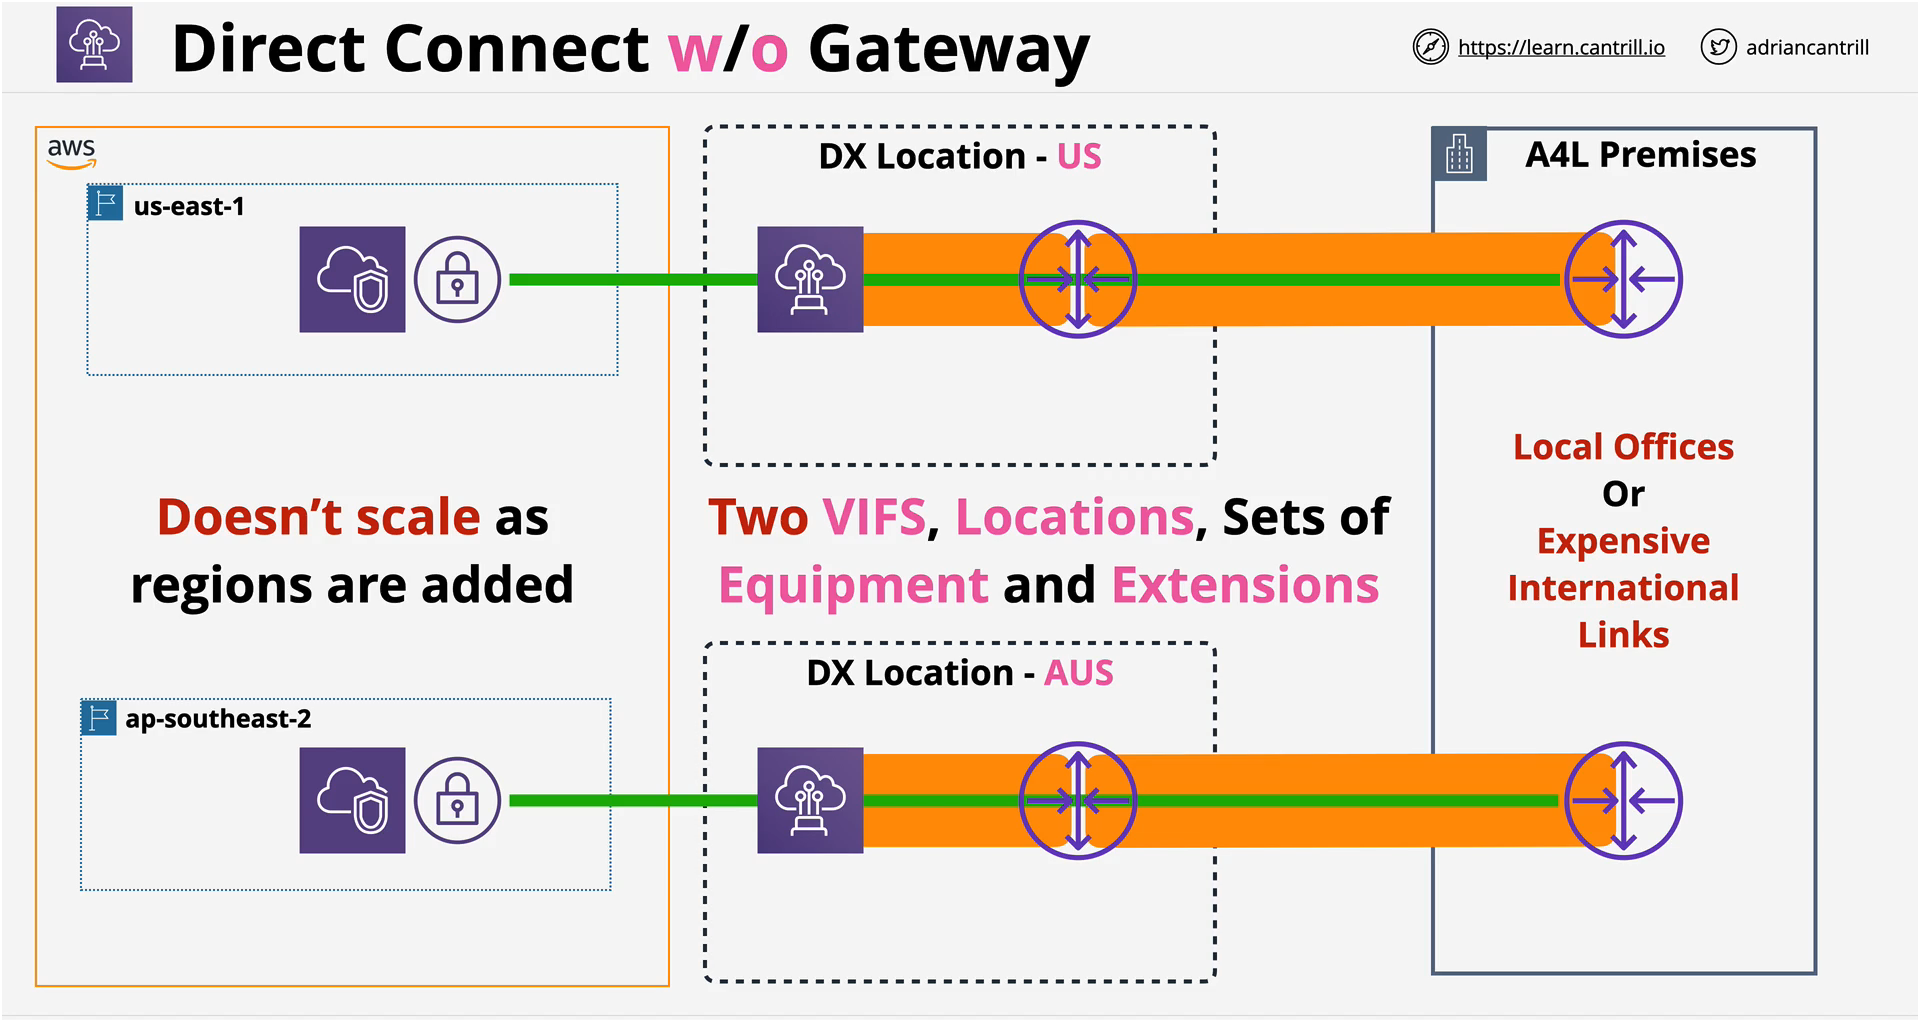 Direct Connect w/o Gateway
https://learn.cantrill.io
adriancantrill
aws
us-east-1
DX Location - US
A4L Premises
Doesn’t scale as
regions are added
Two VIFS, Locations, Sets of
Equipment and Extensions
Local Offices
Or
Expensive
International
Links
ap-southeast-2
DX Location - AUS